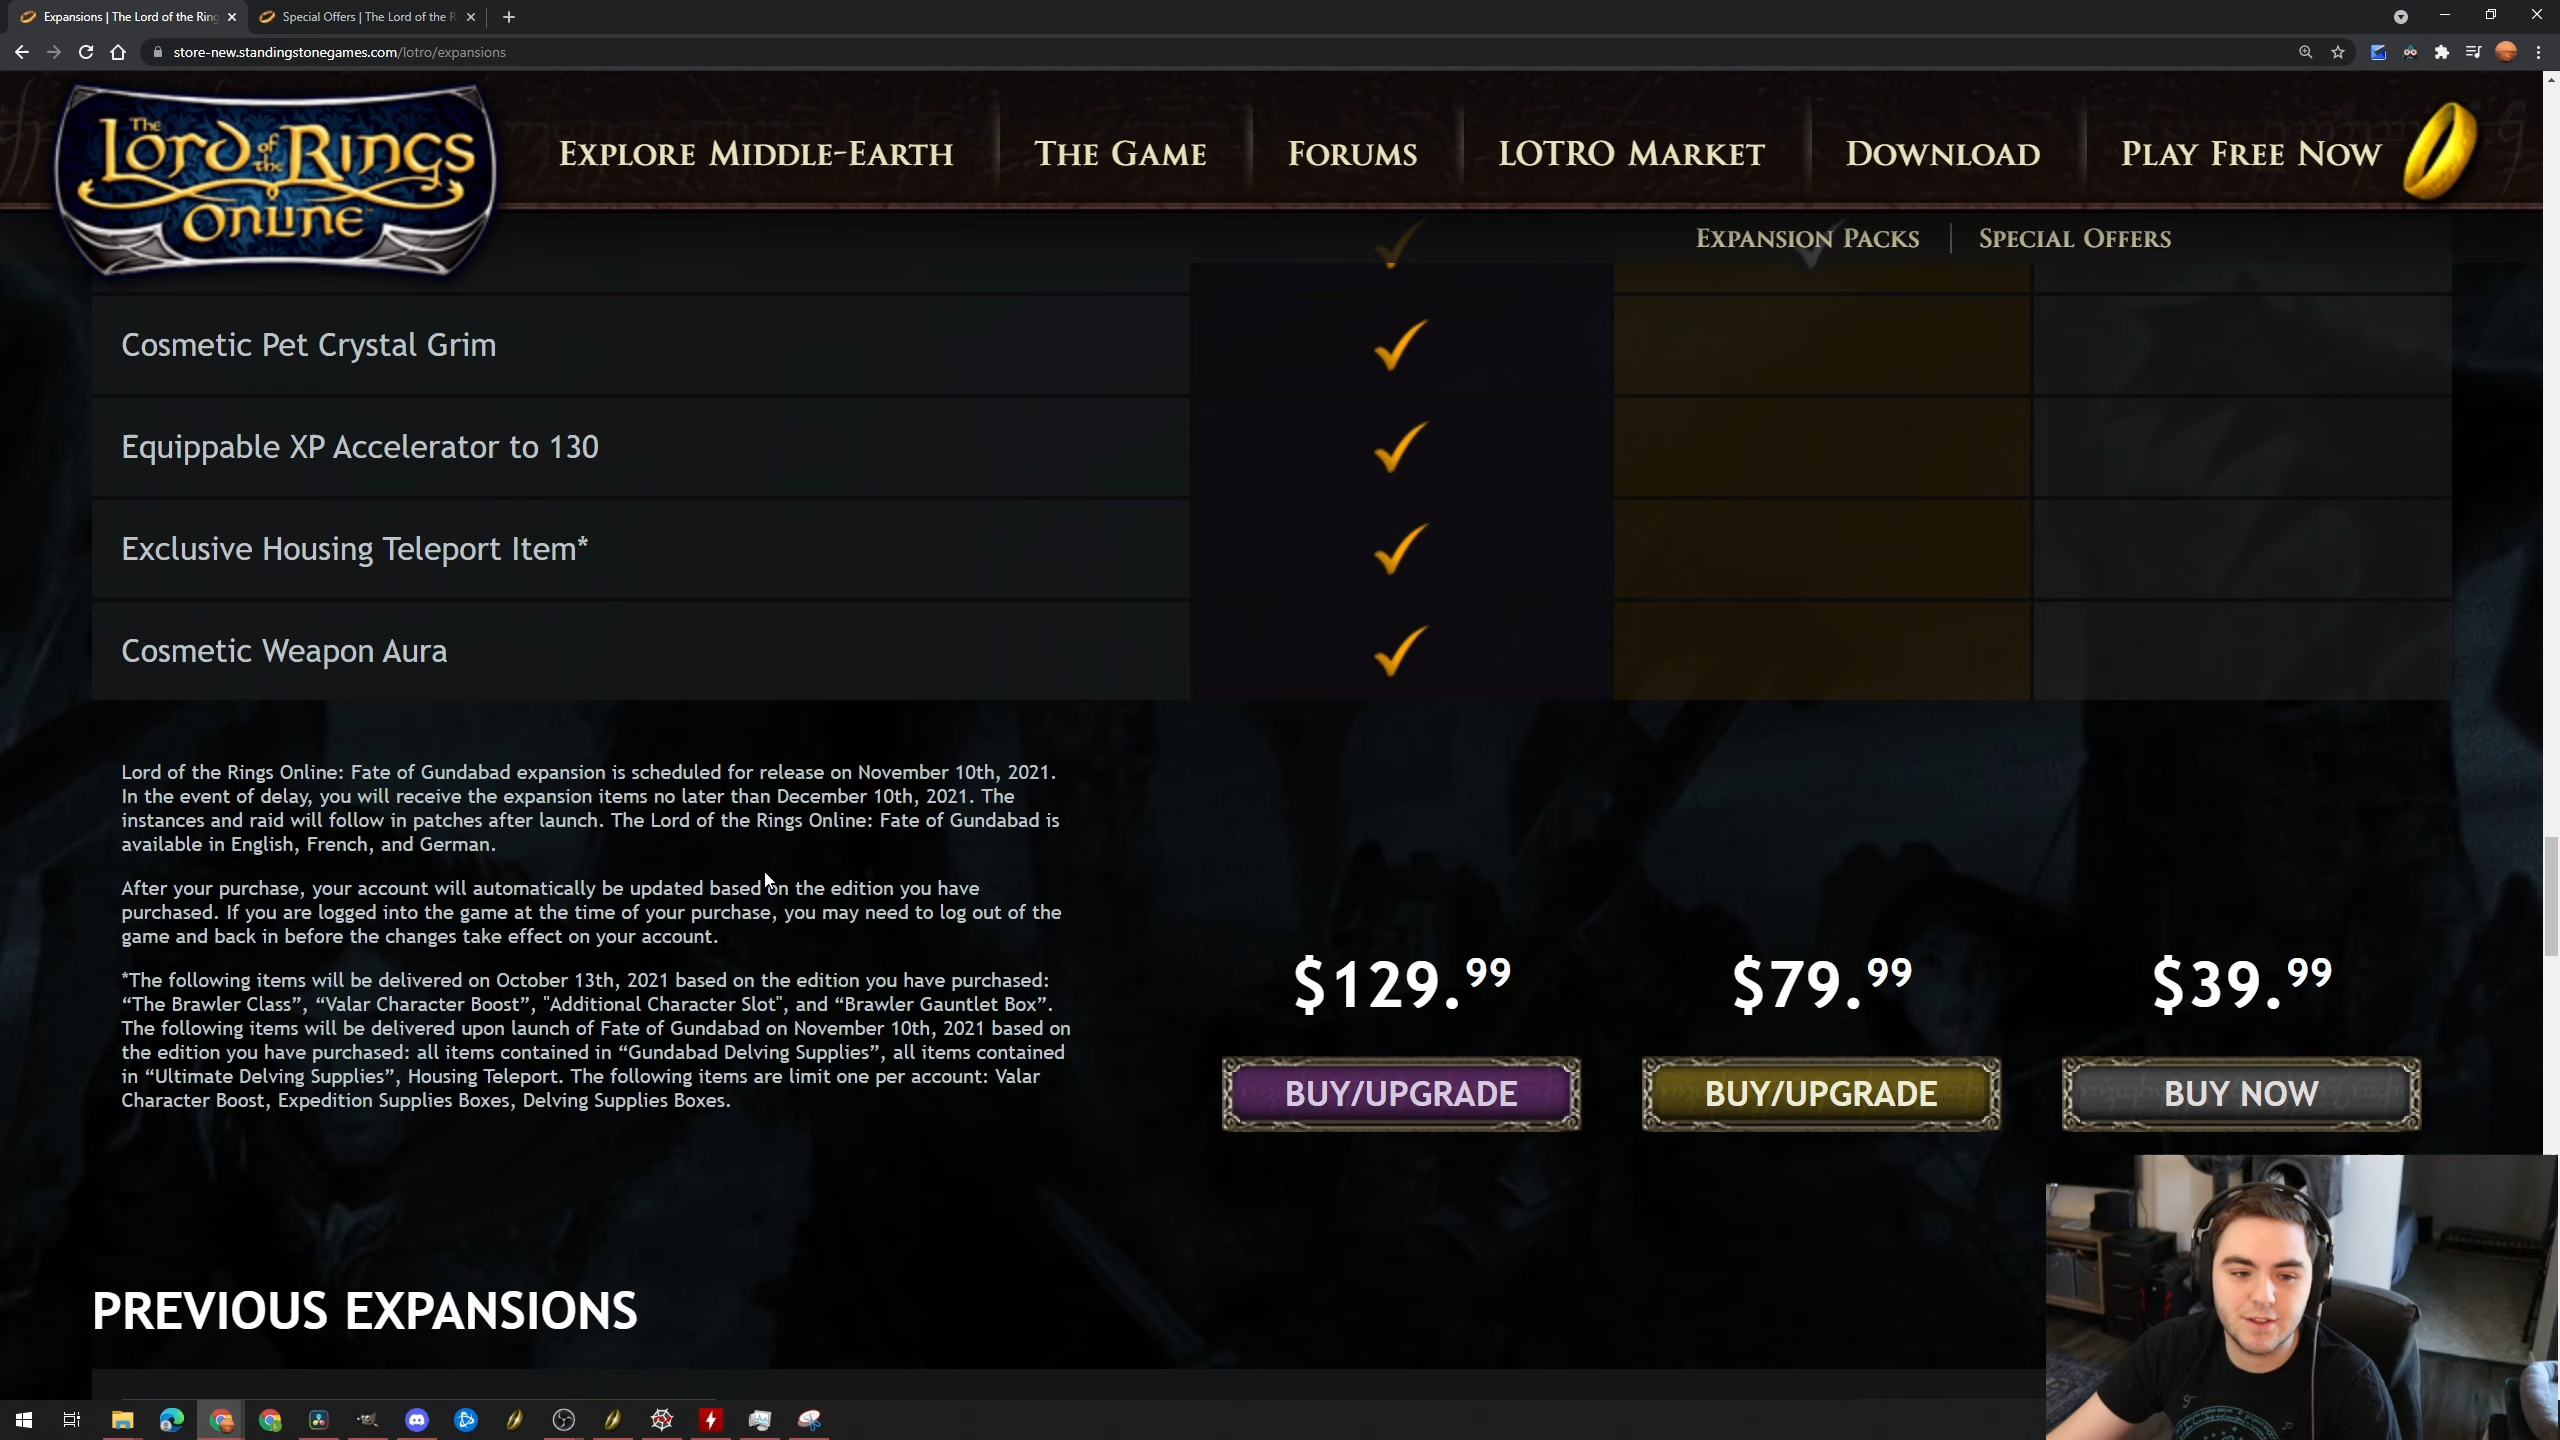 Expansions | The Lord of the Ring
Special Offers | The Lord of the R
store-new.standingstonegames.com/lotro/expansions
The Lord of the Rings Online
Explore Middle-Earth
The Game
Forums
LOTRO Market
Download
Play Free Now
Expansion Packs | Special Offers
Cosmetic Pet Crystal Grim
Equippable XP Accelerator to 130
Exclusive Housing Teleport Item*
Cosmetic Weapon Aura
Lord of the Rings Online: Fate of Gundabad expansion is scheduled for release on November 10th, 2021.
In the event of delay, you will receive the expansion items no later than December 10th, 2021. The
instances and raid will follow in patches after launch. The Lord of the Rings Online: Fate of Gundabad is
available in English, French, and German.
After your purchase, your account will automatically be updated based on the edition you have
purchased. If you are logged into the game at the time of your purchase, you may need to log out of the
game and back in before the changes take effect on your account.
*The following items will be delivered on October 13th, 2021 based on the edition you have purchased:
“The Brawler Class”, “Valar Character Boost”, "Additional Character Slot", and “Brawler Gauntlet Box”.
The following items will be delivered upon launch of Fate of Gundabad on November 10th, 2021 based on
the edition you have purchased: all items contained in “Gundabad Delving Supplies”, all items contained
in “Ultimate Delving Supplies”, Housing Teleport. The following items are limit one per account: Valar
Character Boost, Expedition Supplies Boxes, Delving Supplies Boxes.
$129.99
$79.99
$39.99
BUY/UPGRADE
BUY/UPGRADE
BUY NOW
PREVIOUS EXPANSIONS